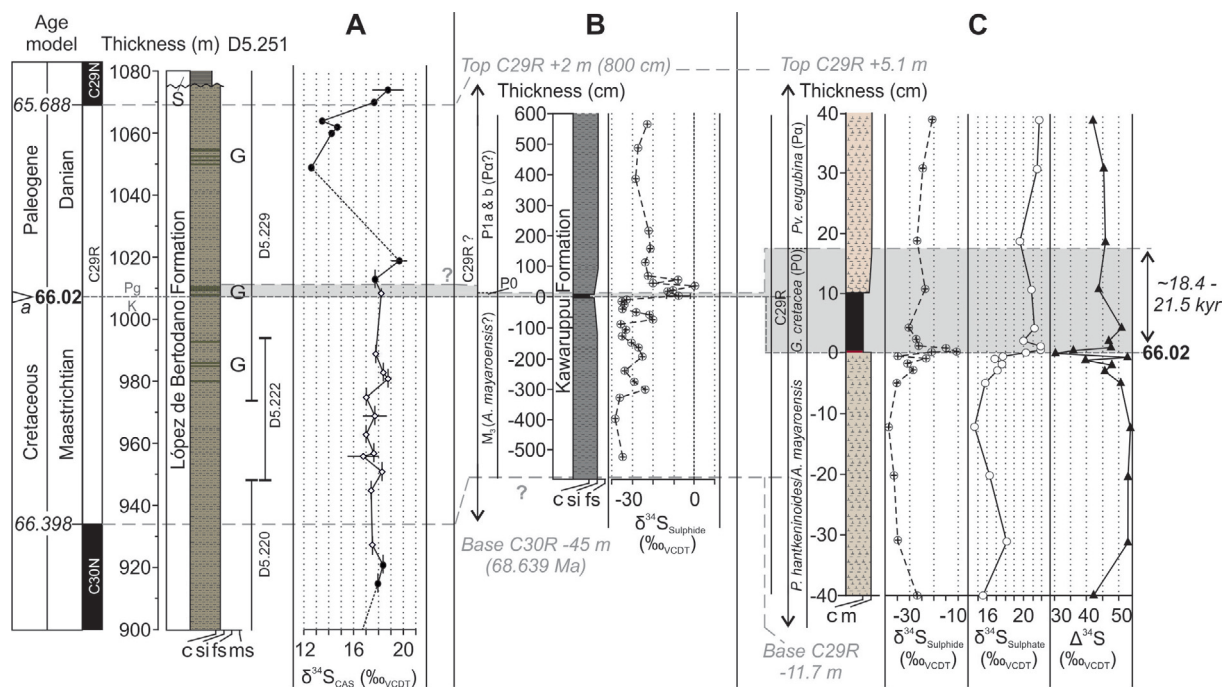 Age
model
Thickness (m) D5.251
A
B
C
Top C29R +2 m (800 cm)
Top C29R +5.1 m
Thickness (cm)
Thickness (cm)
C29N
65.688
Paleogene
Danian
C29R
66.02
a
Cretaceous
Maastrichtian
66.398
C30N
1080
1060
1040
1020
1000
980
960
940
920
900
Pg
K
S
López de Bertodano Formation
G
G
G
D5.229
D5.222
D5.220
c si fs ms
12 16 20
δ34SCAS (‰VCDT)
?
?
C29R ?
P1a & b (Pα?)
P0
M3 (A. mayaroensis?)
600
500
400
300
200
100
0
-100
-200
-300
-400
-500
Kawaruppu Formation
c si fs
-30 0
δ34SSulphide
(‰VCDT)
Base C30R -45 m
(68.639 Ma)
40
30
20
10
0
-10
-20
-30
-40
C29R
Pv. eugubina (Pα)
G. cretacea (P0)
P. hantkeninoides/A. mayaroensis
c m
Base C29R
-11.7 m
-30 -10
δ34SSulphide
(‰VCDT)
16 20
δ34SSulphate
(‰VCDT)
30 40 50
Δ34S
(‰VCDT)
~18.4 -
21.5 kyr
66.02